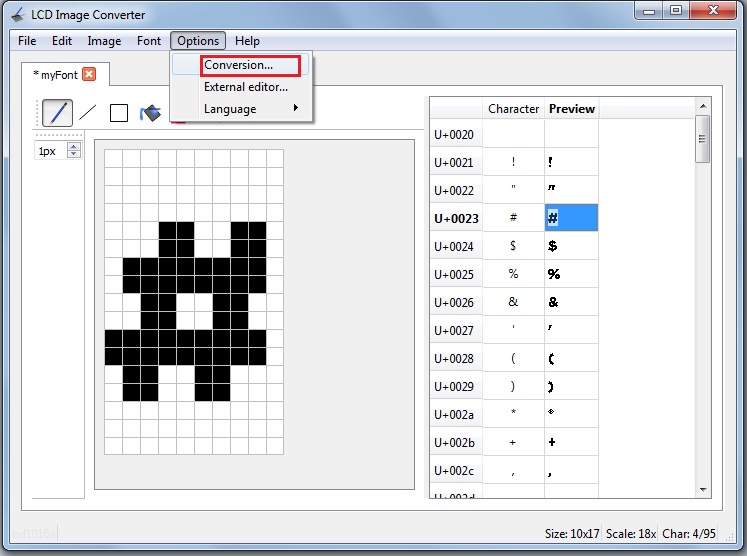 LCD Image Converter
File Edit Image Font Options Help
Conversion...
External editor...
Language
* myFont
1px
Character Preview
U+0020
U+0021 ! !
U+0022 " "
U+0023 # #
U+0024 $ $
U+0025 % %
U+0026 & &
U+0027 ' '
U+0028 ( (
U+0029 ) )
U+002a * *
U+002b + +
U+002c , ,
U+002d
bd1016a
Size: 10x17 Scale: 18x Char: 4/95